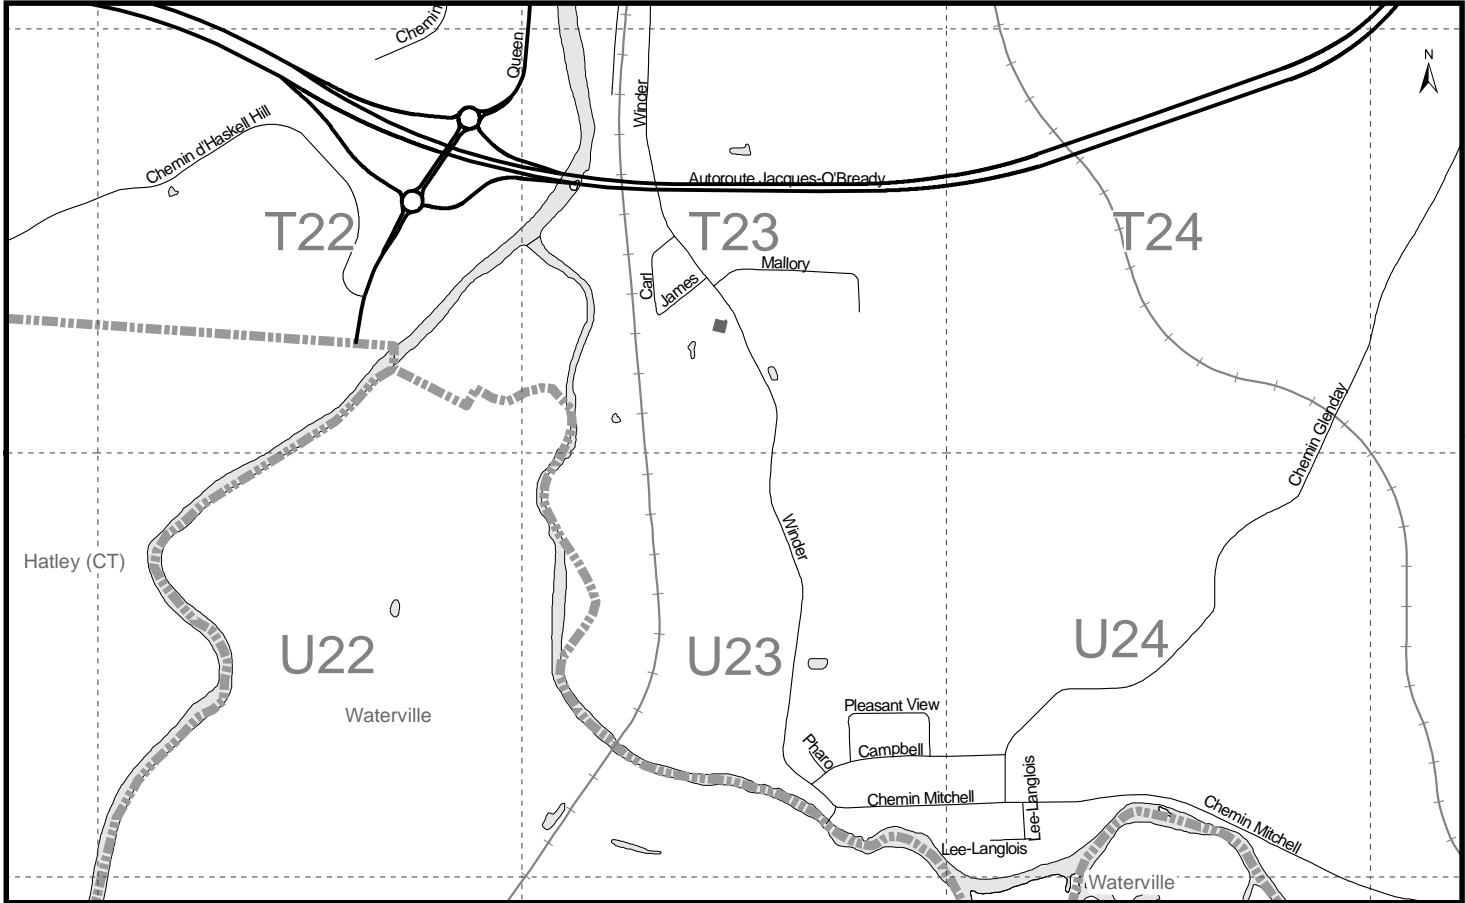 Chemin
Queen
N
Winder
Chemin d'Haskell Hill
Autoroute Jacques-O'Bready
T22
T23
T24
Mallory
Carl
James
Chemin Glenday
Winder
Hatley (CT)
U22
U23
U24
Waterville
Pleasant View
Pharo
Campbell
Chemin Mitchell
Lee-Langlois
Chemin Mitchell
Lee-Langlois
Waterville